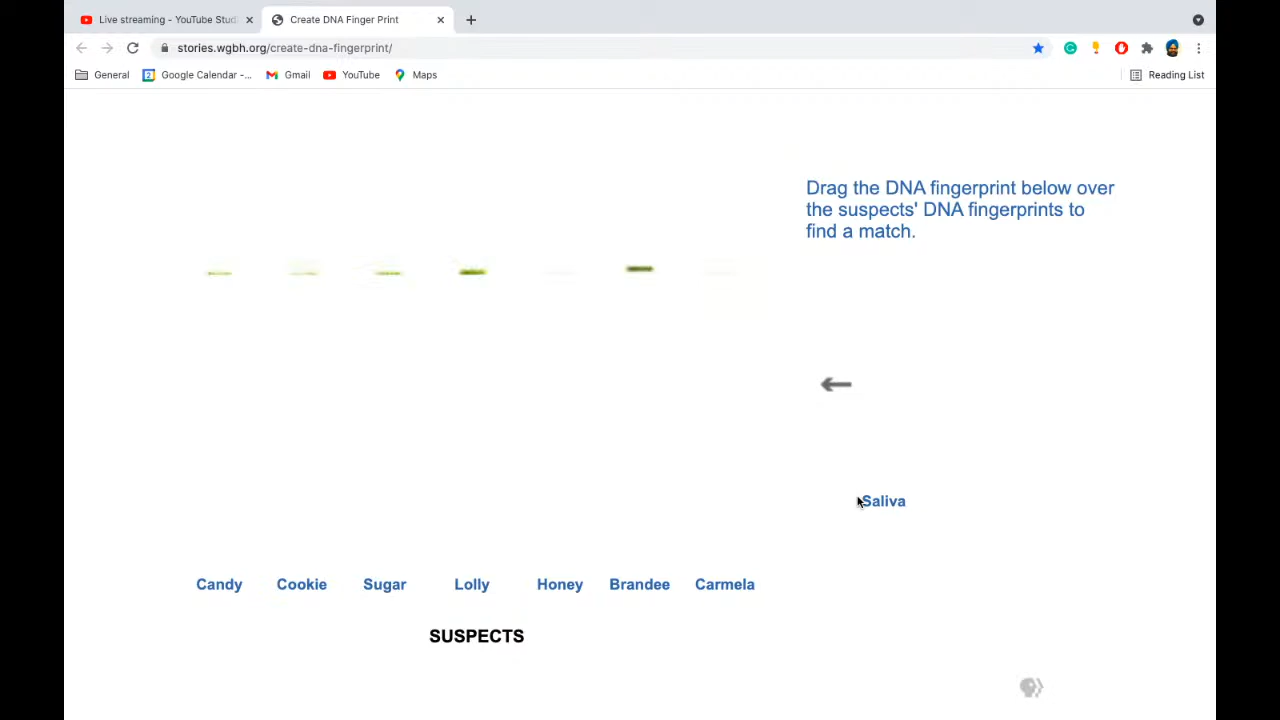 Live streaming - YouTube Stud
Create DNA Finger Print
stories.wgbh.org/create-dna-fingerprint/
General
2
Google Calendar -...
Gmail
YouTube
Maps
Reading List
Drag the DNA fingerprint below over
the suspects' DNA fingerprints to
find a match.
Saliva
Candy Cookie Sugar Lolly Honey Brandee Carmela
SUSPECTS